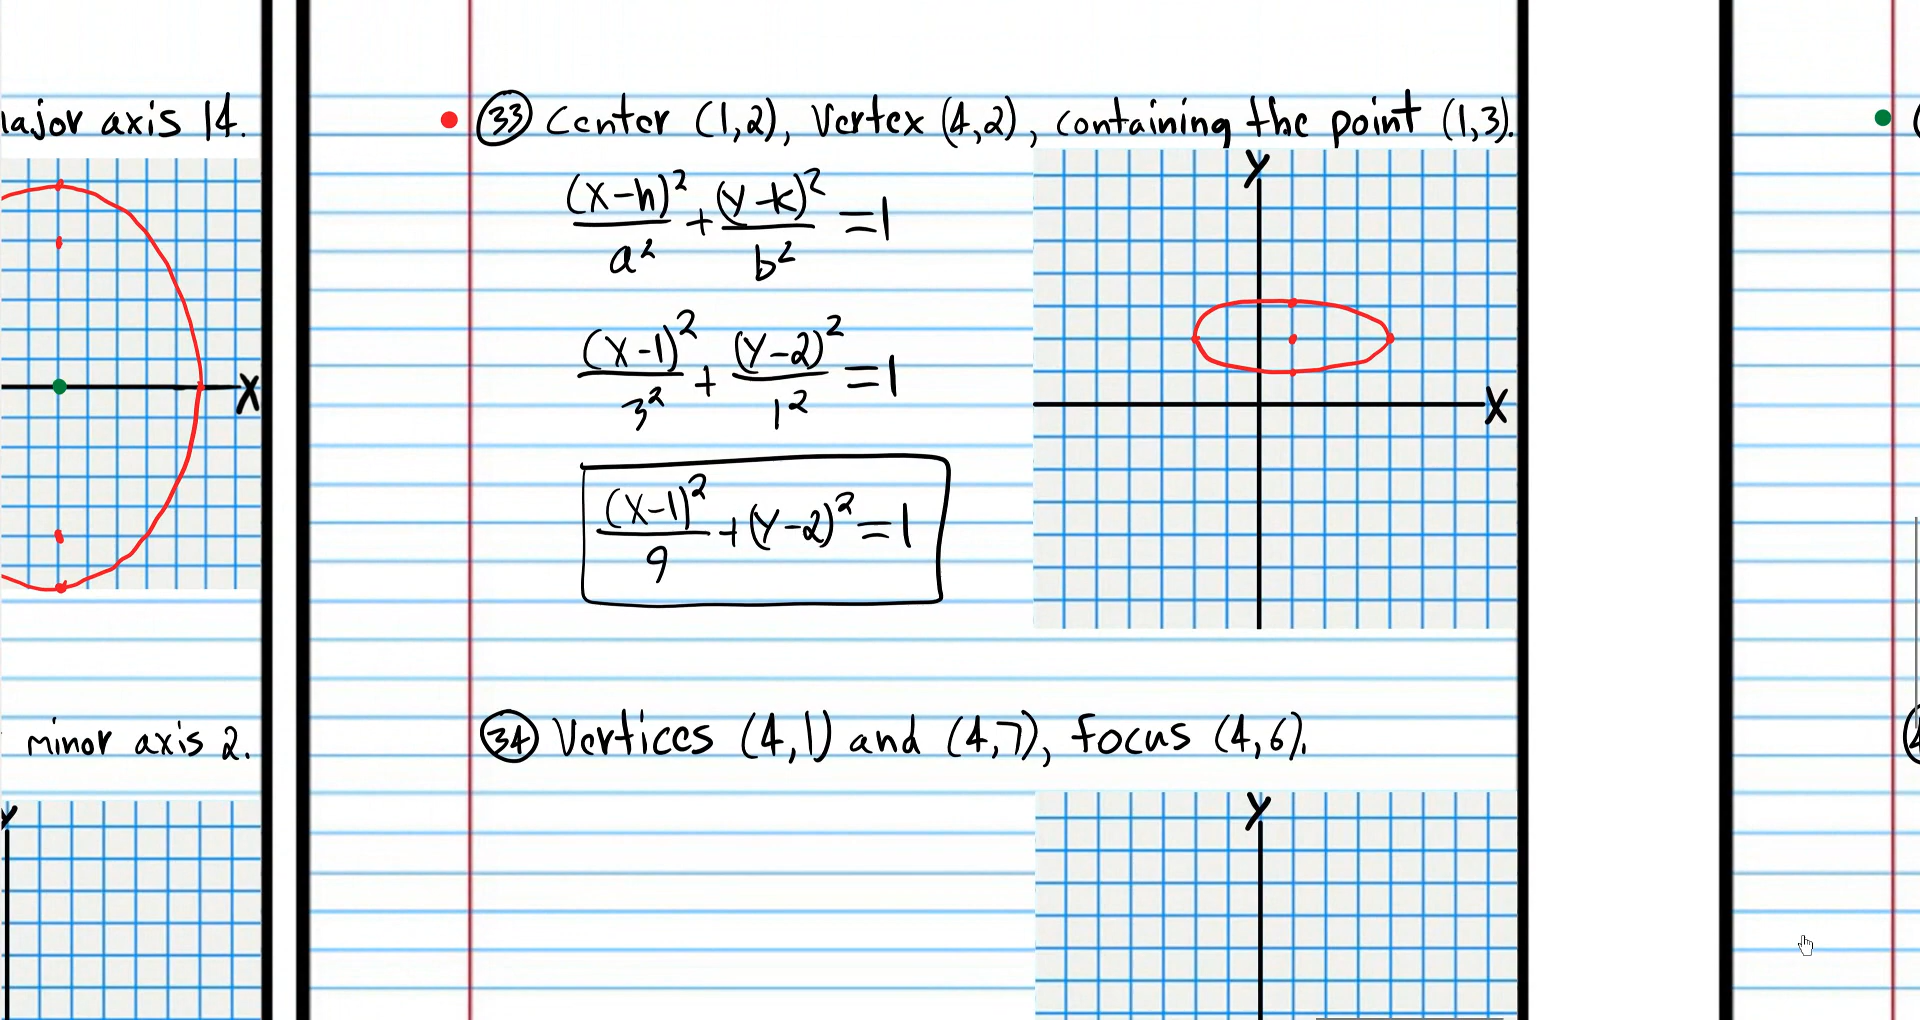 major axis 14.
X
minor axis 2.
Y
33 Center (1,2), Vertex (4,2), containing the point (1,3).
(x-h)²/a² + (y-k)²/b² = 1
(x-1)²/3² + (y-2)²/1² = 1
(x-1)²/9 + (y-2)² = 1
Y
X
34 Vertices (4,1) and (4,7), Focus (4,6).
Y